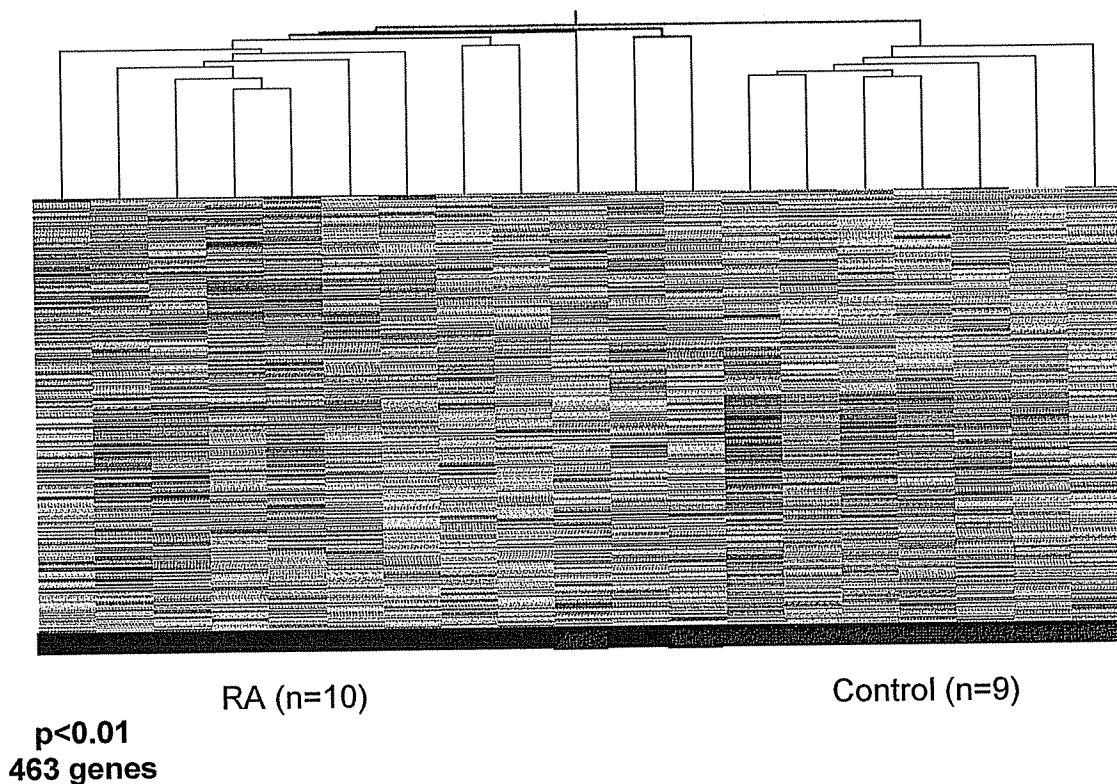 RA (n=10)
Control (n=9)
p<0.01
463 genes